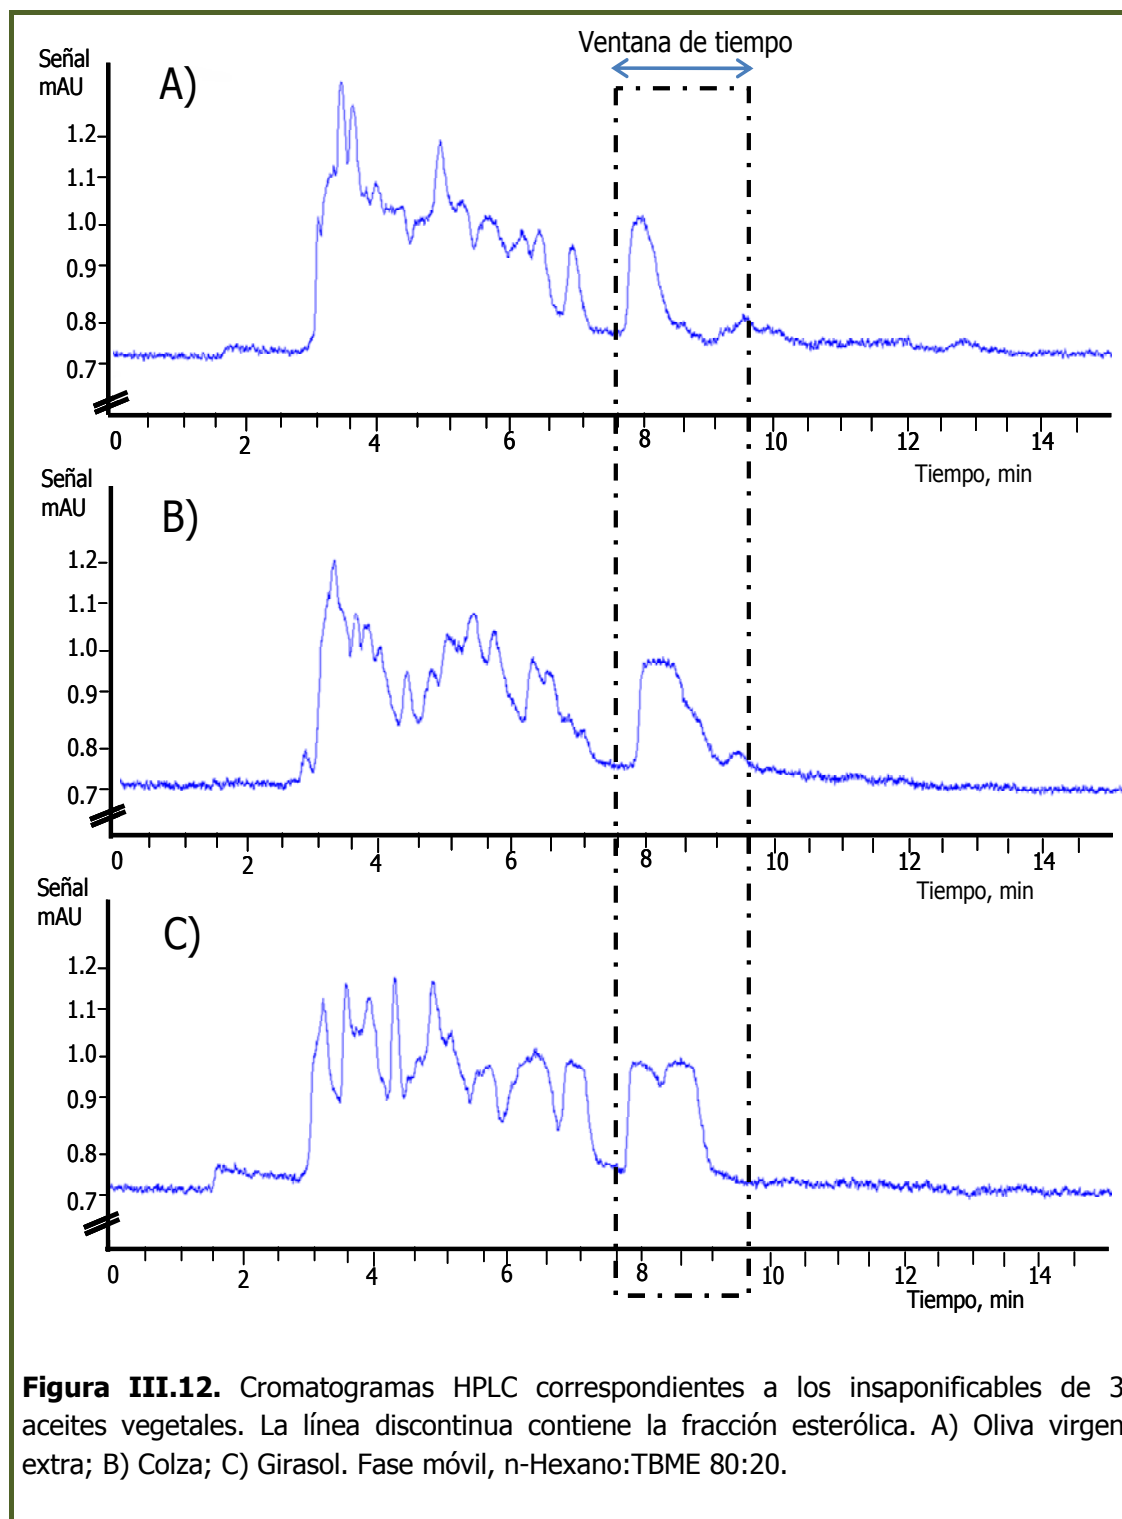 Ventana de tiempo
Señal
mAU
A)
1.2
1.1
1.0
0.9
0.8
0.7
0 2 4 6 8 10 12 14
Tiempo, min
Señal
mAU
B)
1.2
1.1
1.0
0.9
0.8
0.7
0 2 4 6 8 10 12 14
Tiempo, min
Señal
mAU
C)
1.2
1.1
1.0
0.9
0.8
0.7
0 2 4 6 8 10 12 14
Tiempo, min
Figura III.12. Cromatogramas HPLC correspondientes a los insaponificables de 3
aceites vegetales. La línea discontinua contiene la fracción esterólica. A) Oliva virgen
extra; B) Colza; C) Girasol. Fase móvil, n-Hexano:TBME 80:20.